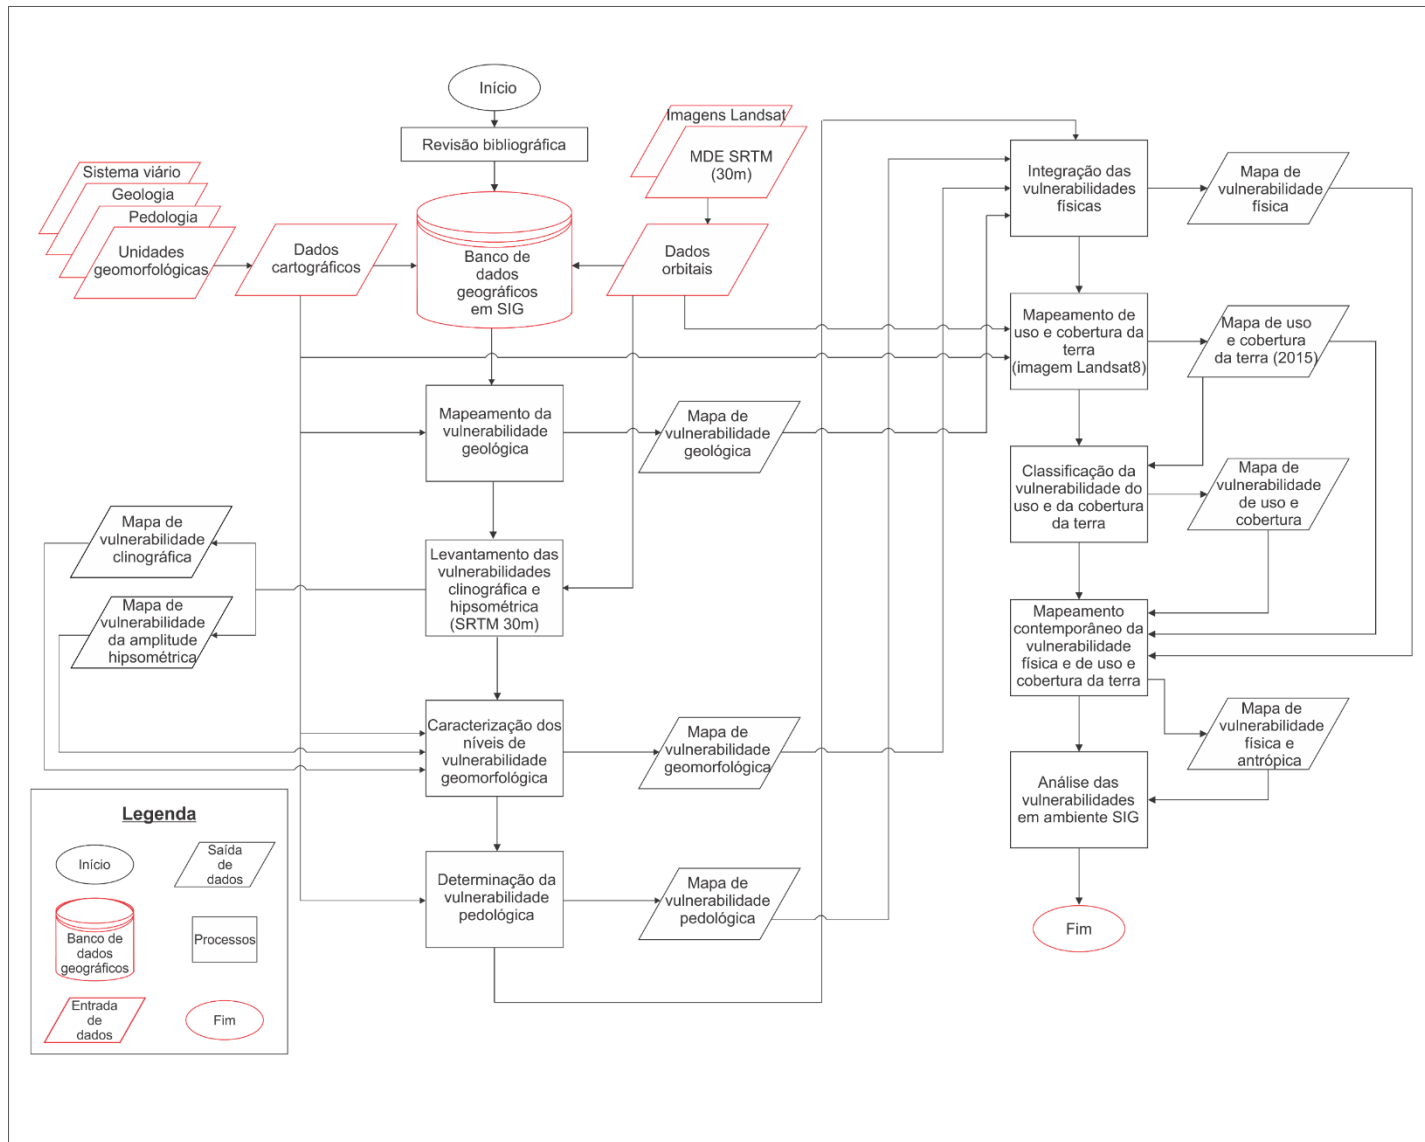 Início
Revisão bibliográfica
Imagens Landsat
MDE SRTM
(30m)
Sistema viário
Geologia
Pedologia
Unidades
geomorfológicas
Dados
cartográficos
Banco de
dados
geográficos
em SIG
Dados
orbitais
Mapeamento da
vulnerabilidade
geológica
Mapa de
vulnerabilidade
geológica
Mapa de
vulnerabilidade
clinográfica
Mapa de
vulnerabilidade
da amplitude
hipsométrica
Levantamento das
vulnerabilidades
clinográfica e
hipsométrica
(SRTM 30m)
Caracterização dos
níveis de
vulnerabilidade
geomorfológica
Mapa de
vulnerabilidade
geomorfológica
Determinação da
vulnerabilidade
pedológica
Mapa de
vulnerabilidade
pedológica
Integração das
vulnerabilidades
físicas
Mapa de
vulnerabilidade
física
Mapeamento de
uso e cobertura da
terra
(imagem Landsat8)
Mapa de uso
e cobertura
da terra (2015)
Classificação da
vulnerabilidade do
uso e da cobertura
da terra
Mapa de
vulnerabilidade
de uso e
cobertura
Mapeamento
contemporâneo da
vulnerabilidade
física e de uso e
cobertura da terra
Mapa de
vulnerabilidade
física e
antrópica
Análise das
vulnerabilidades
em ambiente SIG
Fim
Legenda
Início
Saída
de
dados
Banco de
dados
geográficos
Processos
Entrada
de
dados
Fim